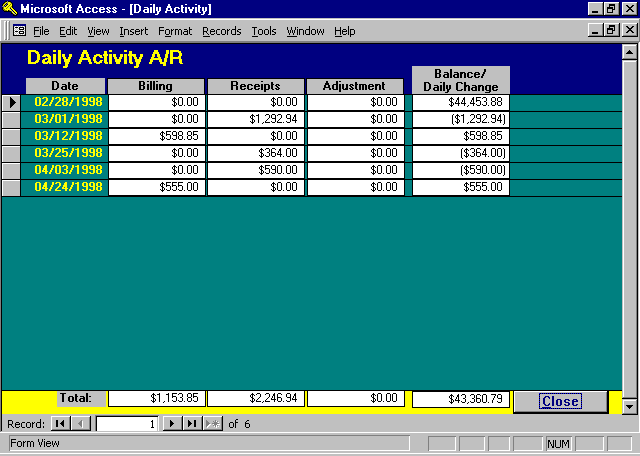 Microsoft Access - [Daily Activity]
File Edit View Insert Format Records Tools Window Help
Daily Activity A/R
Date Billing Receipts Adjustment Balance/ Daily Change
02/28/1998 $0.00 $0.00 $0.00 $44,453.88
03/01/1998 $0.00 $1,292.94 $0.00 ($1,292.94)
03/12/1998 $598.85 $0.00 $0.00 $598.85
03/25/1998 $0.00 $364.00 $0.00 ($364.00)
04/03/1998 $0.00 $590.00 $0.00 ($590.00)
04/24/1998 $555.00 $0.00 $0.00 $555.00
Total: $1,153.85 $2,246.94 $0.00 $43,360.79 Close
Record: 1 of 6
Form View NUM